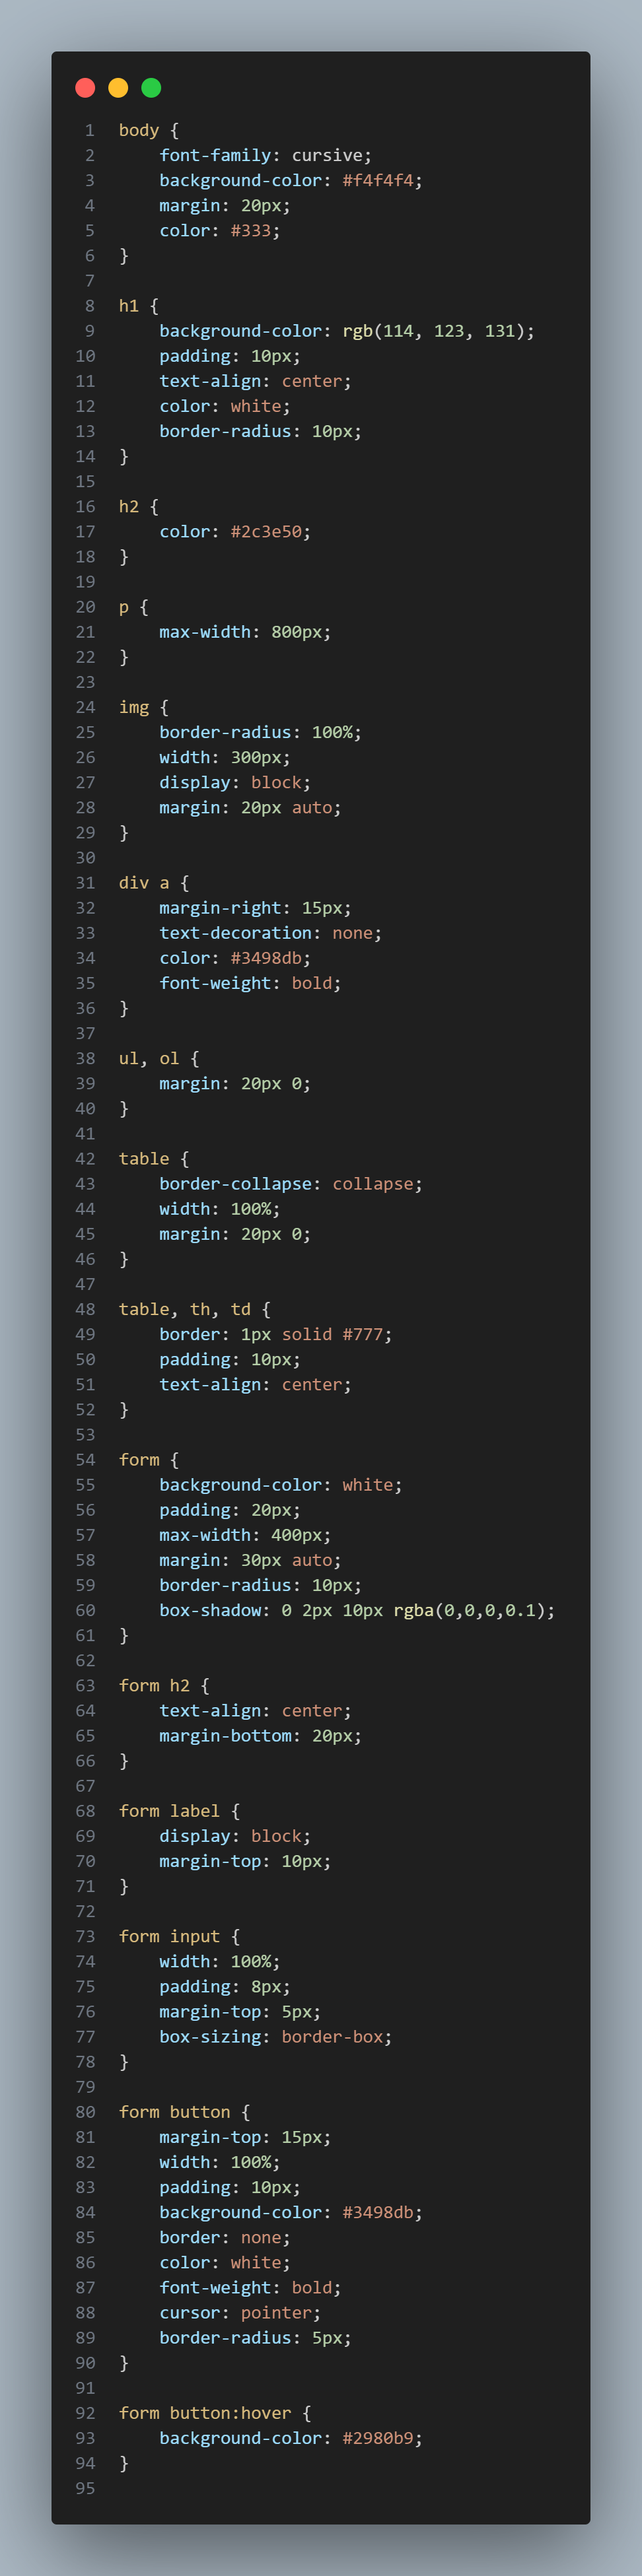 1 body {
2     font-family: cursive;
3     background-color: #f4f4f4;
4     margin: 20px;
5     color: #333;
6 }
7
8 h1 {
9     background-color: rgb(114, 123, 131);
10     padding: 10px;
11     text-align: center;
12     color: white;
13     border-radius: 10px;
14 }
15
16 h2 {
17     color: #2c3e50;
18 }
19
20 p {
21     max-width: 800px;
22 }
23
24 img {
25     border-radius: 100%;
26     width: 300px;
27     display: block;
28     margin: 20px auto;
29 }
30
31 div a {
32     margin-right: 15px;
33     text-decoration: none;
34     color: #3498db;
35     font-weight: bold;
36 }
37
38 ul, ol {
39     margin: 20px 0;
40 }
41
42 table {
43     border-collapse: collapse;
44     width: 100%;
45     margin: 20px 0;
46 }
47
48 table, th, td {
49     border: 1px solid #777;
50     padding: 10px;
51     text-align: center;
52 }
53
54 form {
55     background-color: white;
56     padding: 20px;
57     max-width: 400px;
58     margin: 30px auto;
59     border-radius: 10px;
60     box-shadow: 0 2px 10px rgba(0,0,0,0.1);
61 }
62
63 form h2 {
64     text-align: center;
65     margin-bottom: 20px;
66 }
67
68 form label {
69     display: block;
70     margin-top: 10px;
71 }
72
73 form input {
74     width: 100%;
75     padding: 8px;
76     margin-top: 5px;
77     box-sizing: border-box;
78 }
79
80 form button {
81     margin-top: 15px;
82     width: 100%;
83     padding: 10px;
84     background-color: #3498db;
85     border: none;
86     color: white;
87     font-weight: bold;
88     cursor: pointer;
89     border-radius: 5px;
90 }
91
92 form button:hover {
93     background-color: #2980b9;
94 }
95